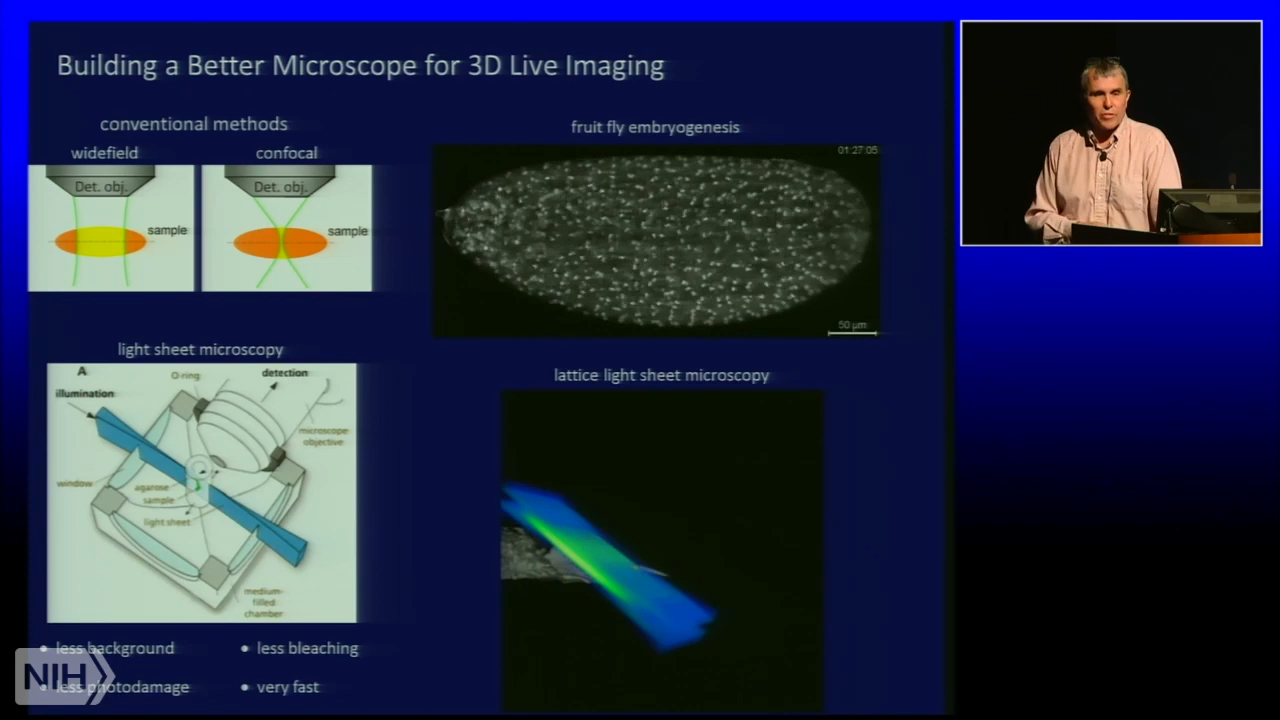 Building a Better Microscope for 3D Live Imaging
conventional methods
widefield
confocal
Det. obj.
sample
Det. obj.
sample
fruit fly embryogenesis
01:27:05
50 µm
light sheet microscopy
A
illumination
O-ring
detection
microscope
objective
window
agarose
sample
light sheet
medium-
filled
chamber
lattice light sheet microscopy
• less background
• less bleaching
• less photodamage
• very fast
NIH